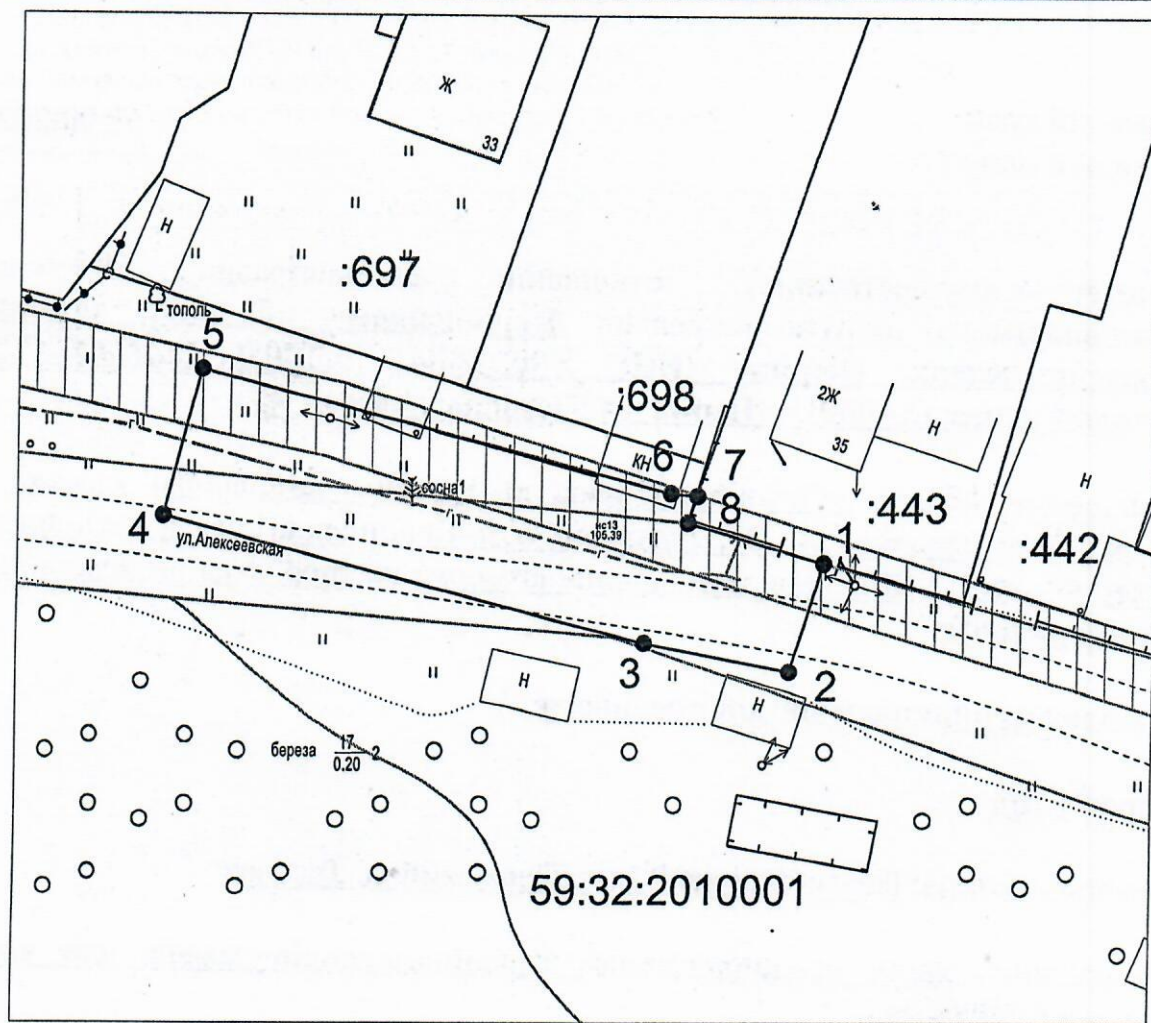 Ж
33
Н
:697
тополь
5
:698
2Ж
35
Н
Н
КН
6
7
8
сосна1
Г
нс13
105.39
Г
1
:443
:442
4
ул.Алексеевская
3
2
Н
Н
береза 17 2
0.20
59:32:2010001